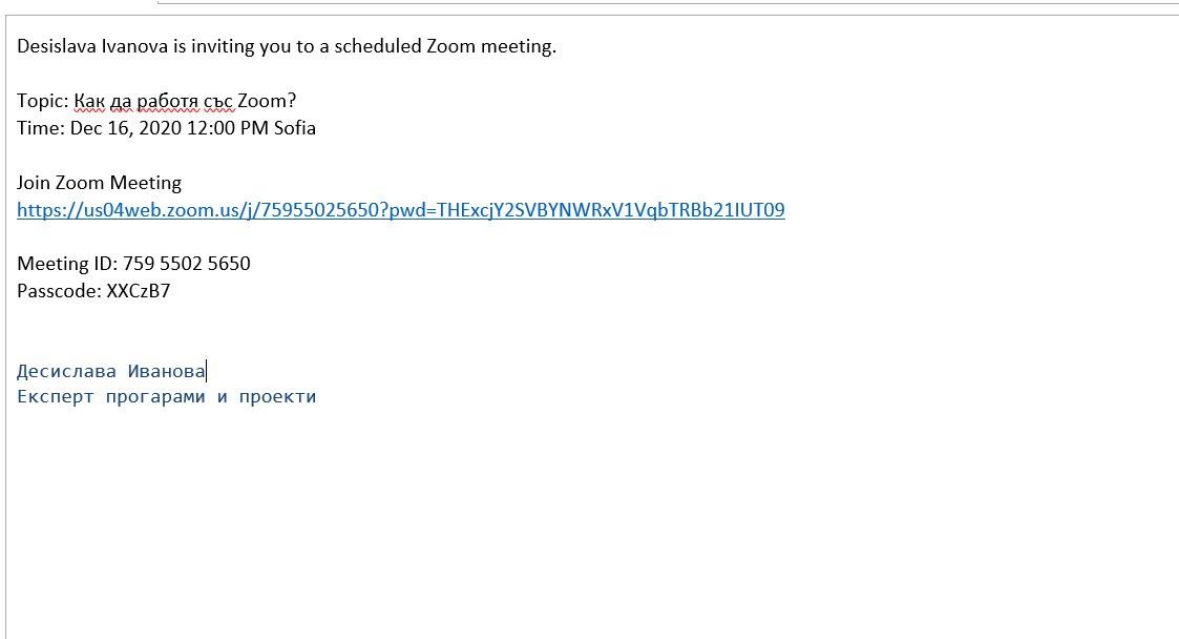 Desislava Ivanova is inviting you to a scheduled Zoom meeting.
Topic: Как да работя със Zoom?
Time: Dec 16, 2020 12:00 PM Sofia
Join Zoom Meeting
https://us04web.zoom.us/j/75955025650?pwd=THExcjY2SVBYNWRxV1VqbTRBb21IUT09
Meeting ID: 759 5502 5650
Passcode: XXCzB7
Десислава Иванова
Експерт прогарами и проекти